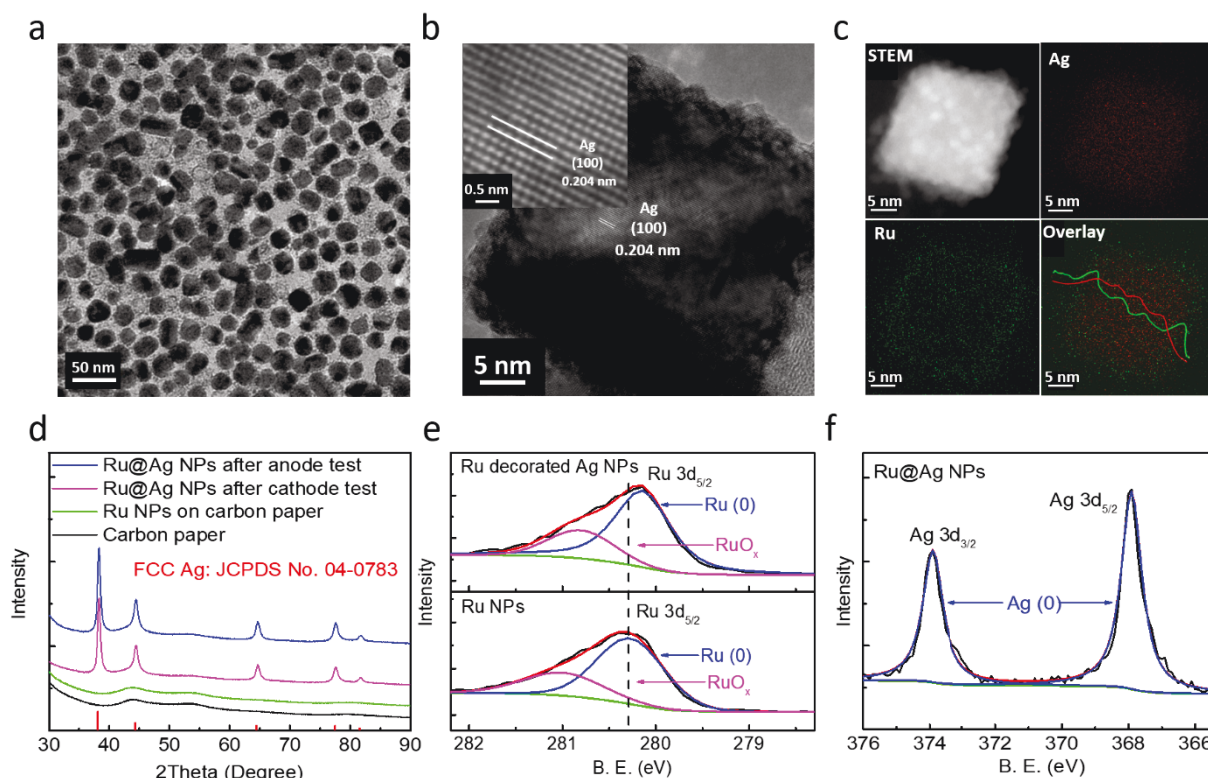 a
50 nm
b
Ag
(100)
0.204 nm
0.5 nm
Ag
(100)
0.204 nm
5 nm
c
STEM
5 nm
Ag
5 nm
Ru
5 nm
Overlay
5 nm
d
Ru@Ag NPs after anode test
Ru@Ag NPs after cathode test
Ru NPs on carbon paper
Carbon paper
FCC Ag: JCPDS No. 04-0783
Intensity
30 40 50 60 70 80 90
2Theta (Degree)
e
Ru decorated Ag NPs
Ru 3d5/2
Ru (0)
RuOx
Ru NPs
Ru 3d5/2
Ru (0)
RuOx
Intensity
282 281 280 279
B. E. (eV)
f
Ru@Ag NPs
Ag 3d5/2
Ag 3d3/2
Ag (0)
Intensity
376 374 372 370 368 366
B. E. (eV)